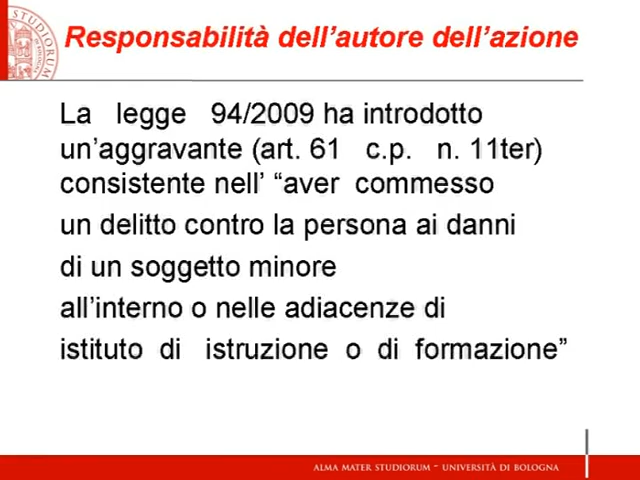 Responsabilità dell'autore dell'azione
La legge 94/2009 ha introdotto
un'aggravante (art. 61 c.p. n. 11ter)
consistente nell' "aver commesso
un delitto contro la persona ai danni
di un soggetto minore
all'interno o nelle adiacenze di
istituto di istruzione o di formazione"
ALMA MATER STUDIORUM - UNIVERSITÀ DI BOLOGNA